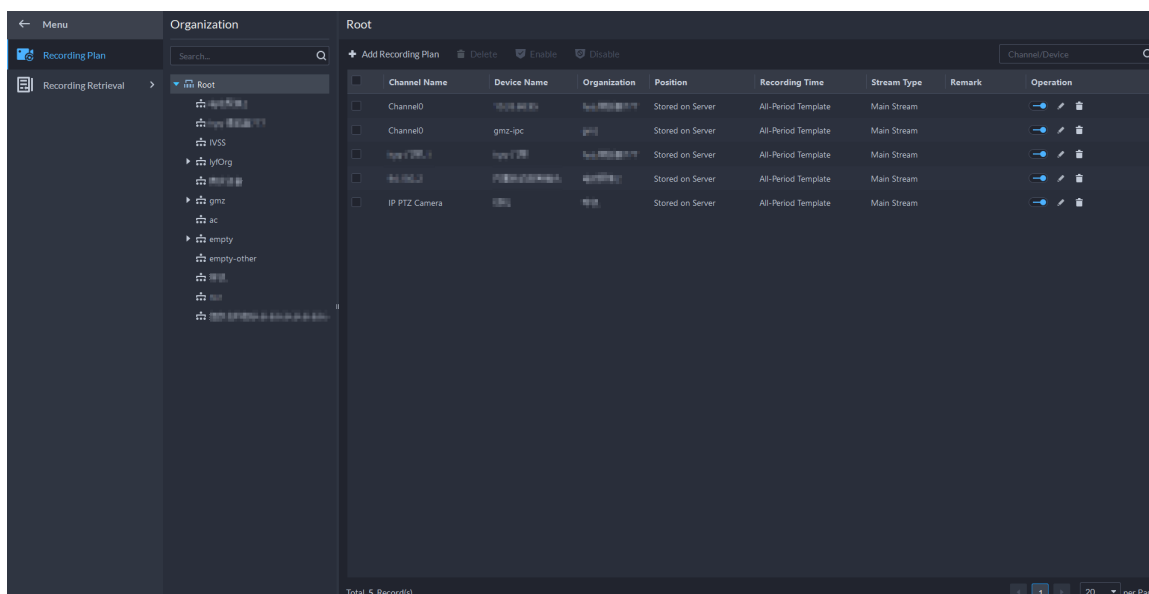 Menu
Recording Plan
Recording Retrieval
Organization
Search...
Root
IVSS
lyfOrg
gmz
ac
empty
empty-other
Root
Add Recording Plan Delete Enable Disable
Channel/Device
Channel Name Device Name Organization Position Recording Time Stream Type Remark Operation
Channel0 Stored on Server All-Period Template Main Stream
Channel0 gmz-ipc Stored on Server All-Period Template Main Stream
Stored on Server All-Period Template Main Stream
Stored on Server All-Period Template Main Stream
IP PTZ Camera Stored on Server All-Period Template Main Stream
Total 5 Record(s)
1 20 per Pa